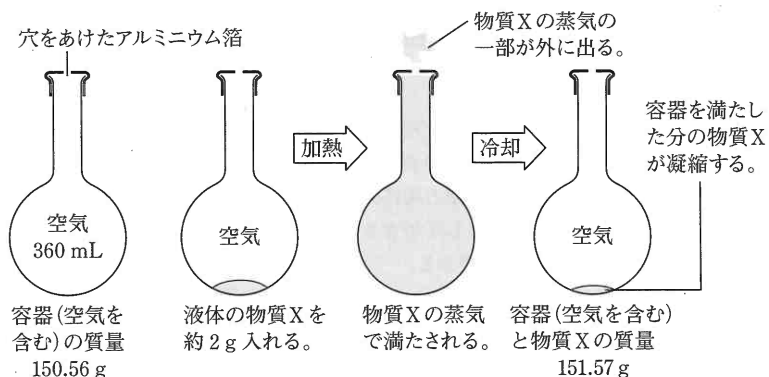 穴をあけたアルミニウム箔
物質Xの蒸気の
一部が外に出る。
容器を満たし
た分の物質X
が凝縮する。
加熱
冷却
空気
360 mL
空気
空気
容器(空気を
含む)の質量
150.56 g
液体の物質Xを
約2g入れる。
物質Xの蒸気
で満たされる。
容器(空気を含む)
と物質Xの質量
151.57 g